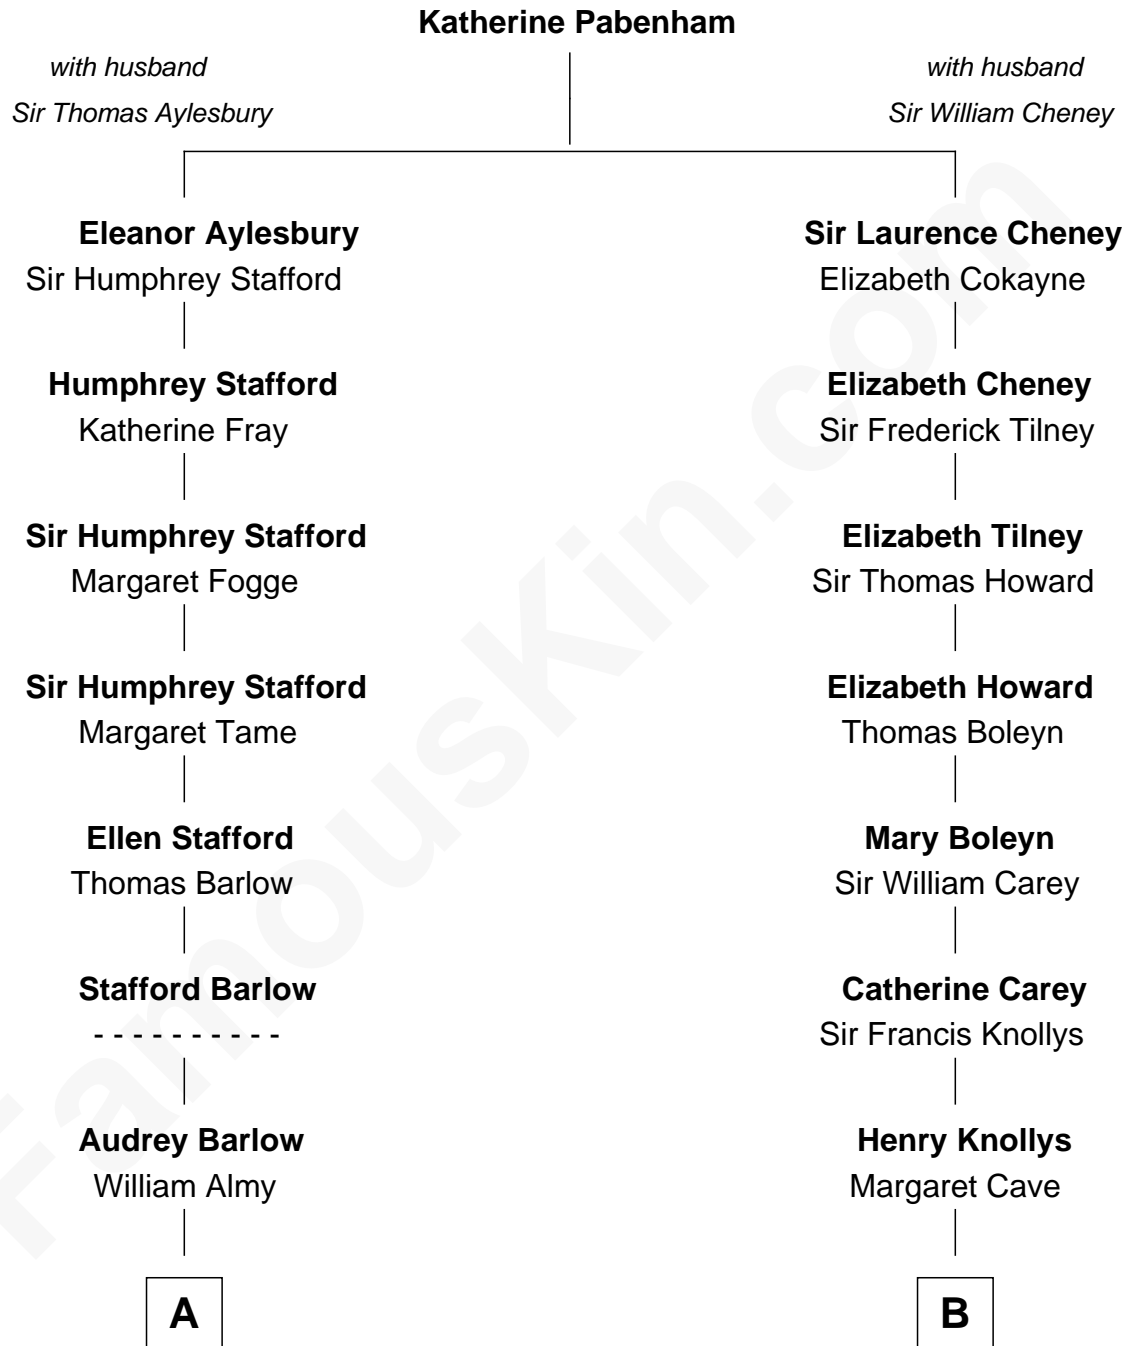 Katherine Pabenham
with husband
Sir Thomas Aylesbury
with husband
Sir William Cheney
Eleanor Aylesbury
Sir Humphrey Stafford
Sir Laurence Cheney
Elizabeth Cokayne
Humphrey Stafford
Katherine Fray
Elizabeth Cheney
Sir Frederick Tilney
Sir Humphrey Stafford
Margaret Fogge
Elizabeth Tilney
Sir Thomas Howard
Sir Humphrey Stafford
Margaret Tame
Elizabeth Howard
Thomas Boleyn
Ellen Stafford
Thomas Barlow
Mary Boleyn
Sir William Carey
Stafford Barlow
- - - - - - - - - -
Catherine Carey
Sir Francis Knollys
Audrey Barlow
William Almy
Henry Knollys
Margaret Cave
A
B
FamousKin.com